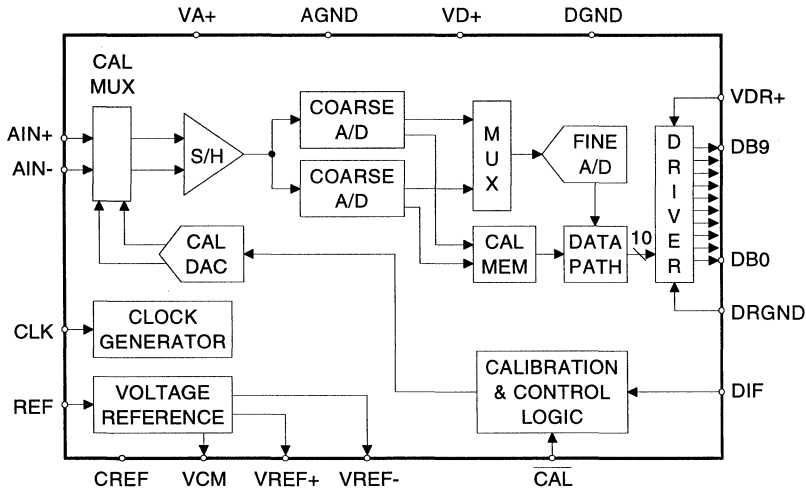 VA+ AGND VD+ DGND
CAL
MUX
AIN+
AIN-
S/H
COARSE
A/D
COARSE
A/D
M
U
X
FINE
A/D
D
R
I
V
E
R
VDR+
DB9
DB0
DRGND
CAL
DAC
CAL
MEM
DATA
PATH
10
CLK
CLOCK
GENERATOR
REF
VOLTAGE
REFERENCE
CALIBRATION
& CONTROL
LOGIC
DIF
CREF VCM VREF+ VREF- CAL